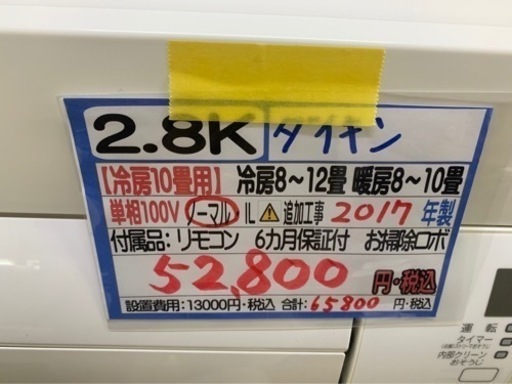 2.8K ダイキン
【冷房10畳用】 冷房8~12畳 暖房8~10畳
単相100V ノーマル IL ⚠ 追加工事 2017 年製
付属品:リモコン 6カ月保証付 お掃除ロボ
52,800 円・税込
設置費用:13000円・税込 合計:65800 円・税込
運転
タイマー
内部クリーン
おそうじ